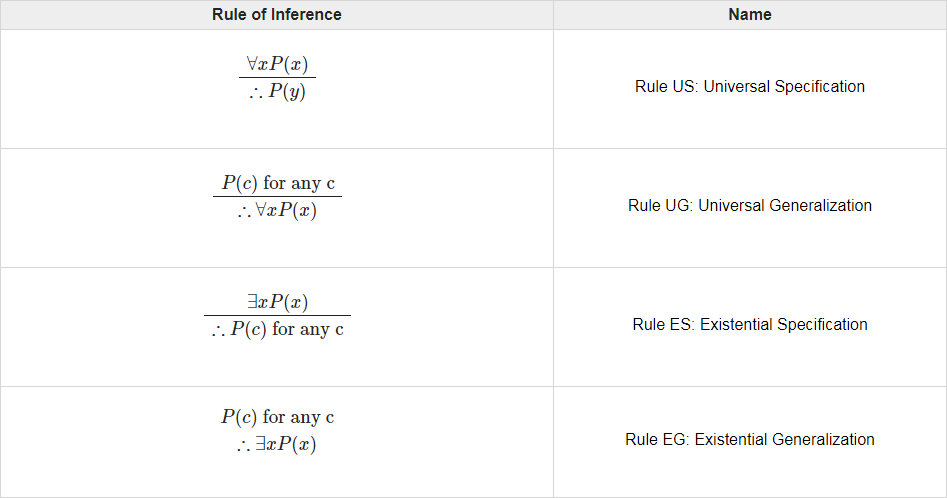 Rule of Inference Name
∀xP(x)
∴ P(y)
Rule US: Universal Specification
P(c) for any c
∴ ∀xP(x)
Rule UG: Universal Generalization
∃xP(x)
∴ P(c) for any c
Rule ES: Existential Specification
P(c) for any c
∴ ∃xP(x)
Rule EG: Existential Generalization